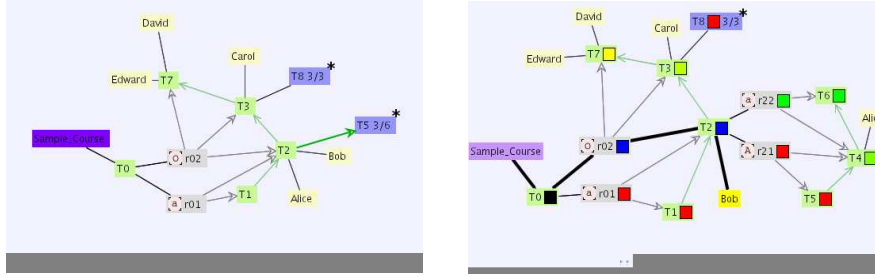 David
Edward
T7
Carol
T8 3/3 *
T3
T5 3/6 *
Sample_Course
T0
O r02
T2
Bob
a r01
T1
Alice
David
T8 3/3 *
Carol
T7
Edward
T3
a r22
T6
Alic
T2
O r02
A r21
T4
Sample_Course
T0
a r01
T5
T1
Bob